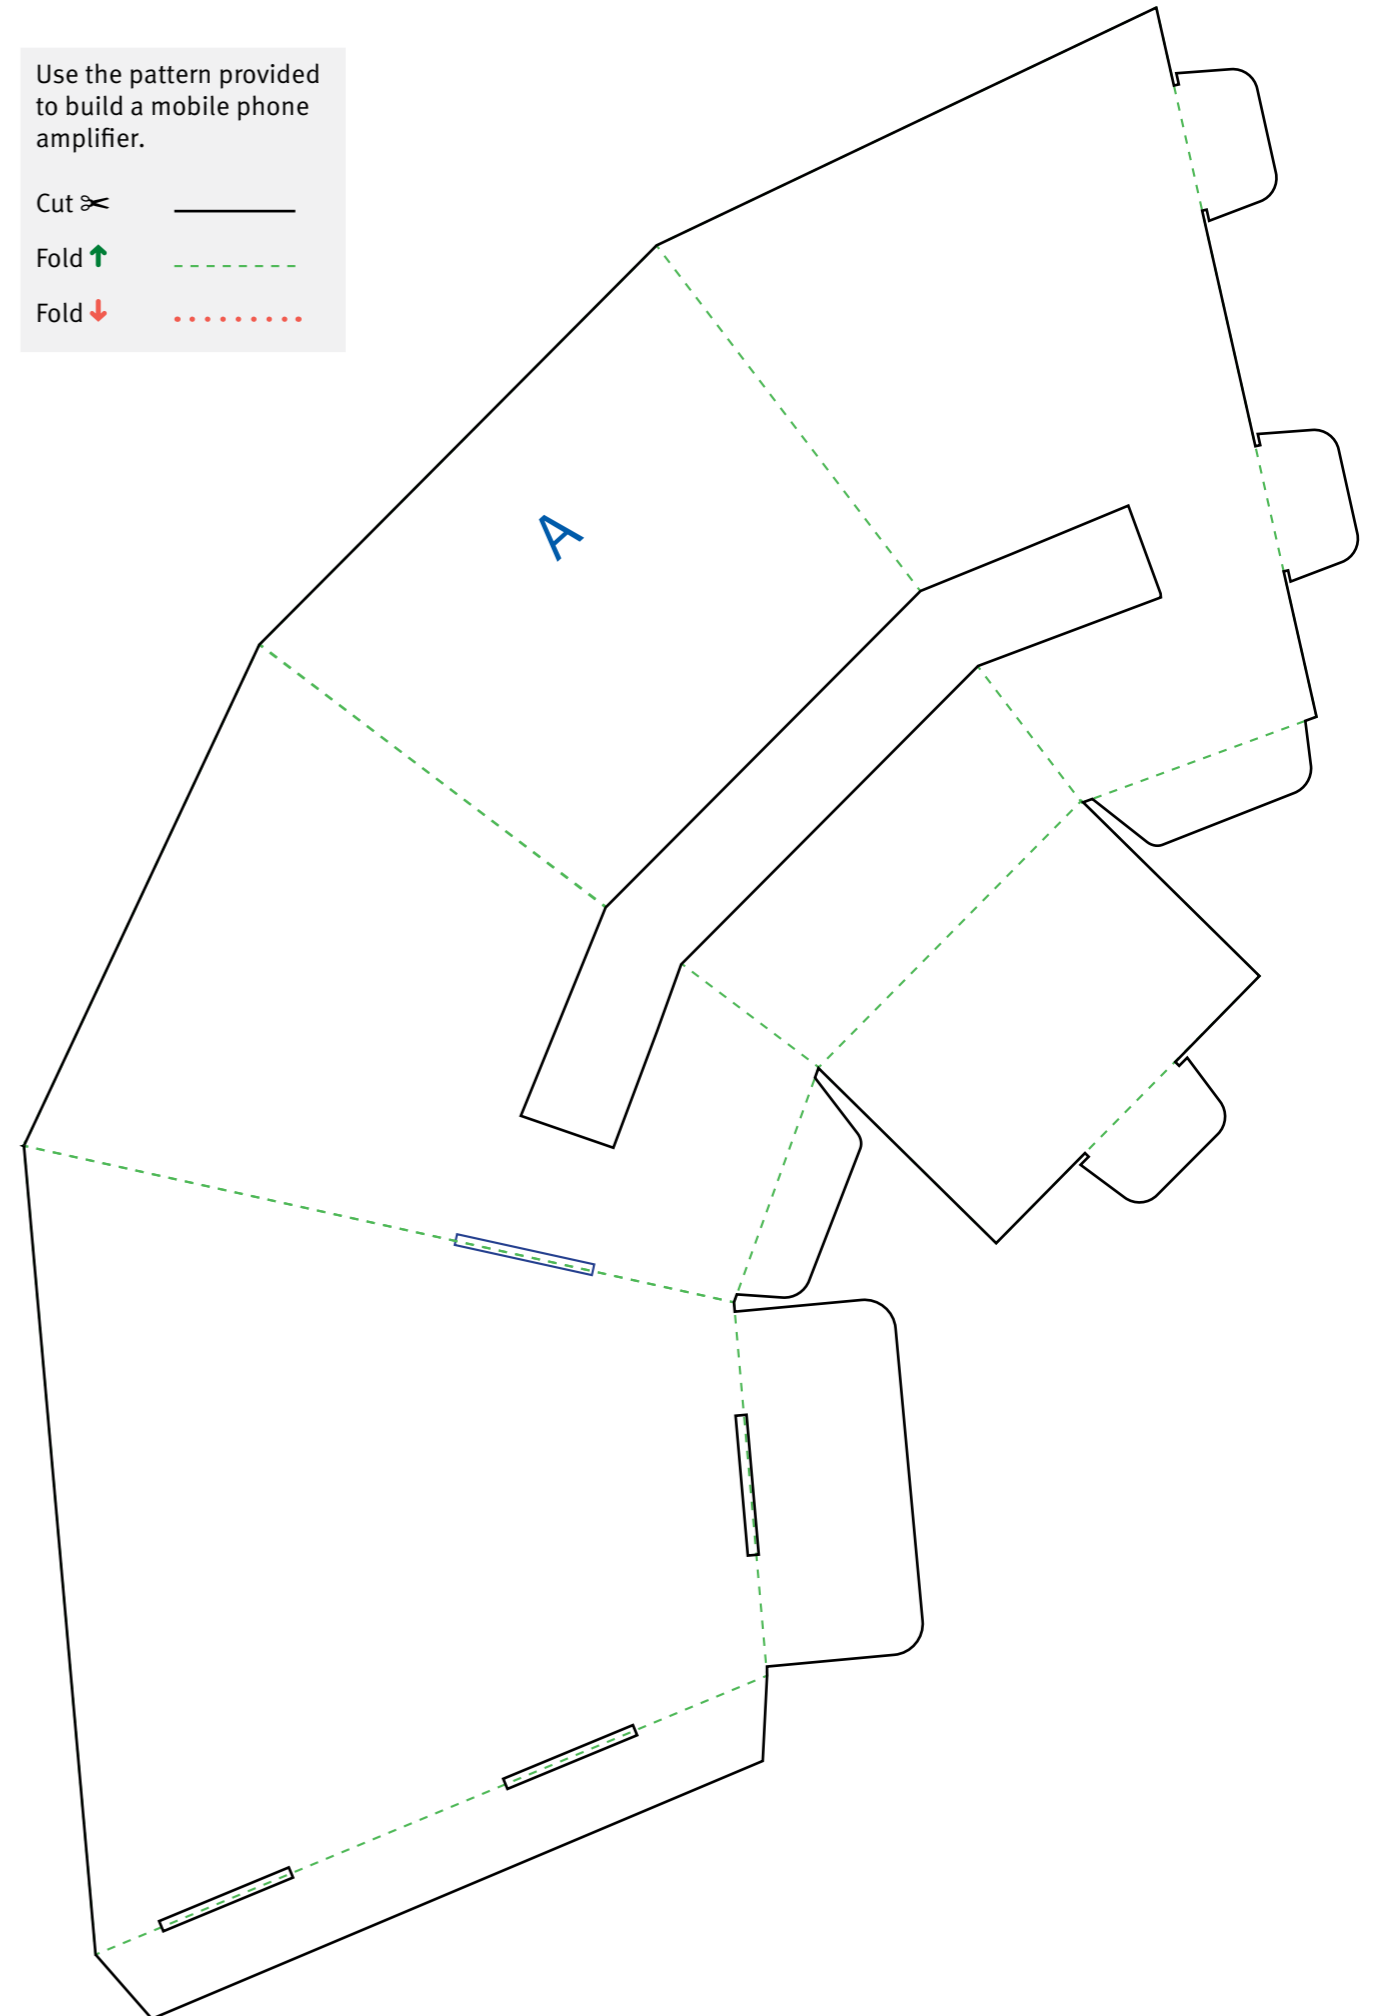 Use the pattern provided
to build a mobile phone
amplifier.
Cut
Fold
Fold
A